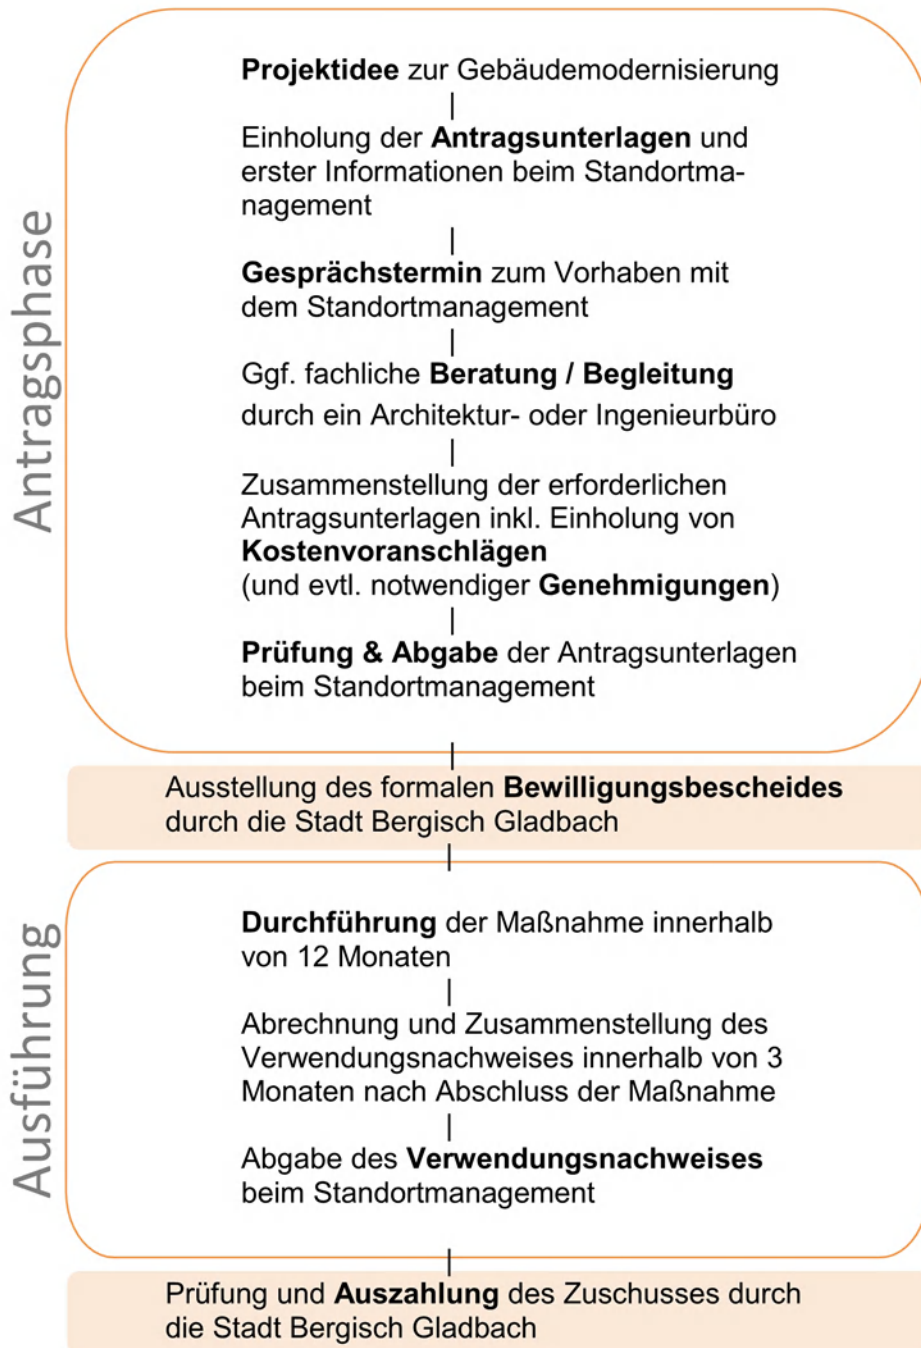 Antragsphase
Projektidee zur Gebäudemodernisierung
Einholung der Antragsunterlagen und
erster Informationen beim Standortma-
nagement
Gesprächstermin zum Vorhaben mit
dem Standortmanagement
Ggf. fachliche Beratung / Begleitung
durch ein Architektur- oder Ingenieurbüro
Zusammenstellung der erforderlichen
Antragsunterlagen inkl. Einholung von
Kostenvoranschlägen
(und evtl. notwendiger Genehmigungen)
Prüfung & Abgabe der Antragsunterlagen
beim Standortmanagement
Ausstellung des formalen Bewilligungsbescheides
durch die Stadt Bergisch Gladbach
Ausführung
Durchführung der Maßnahme innerhalb
von 12 Monaten
Abrechnung und Zusammenstellung des
Verwendungsnachweises innerhalb von 3
Monaten nach Abschluss der Maßnahme
Abgabe des Verwendungsnachweises
beim Standortmanagement
Prüfung und Auszahlung des Zuschusses durch
die Stadt Bergisch Gladbach